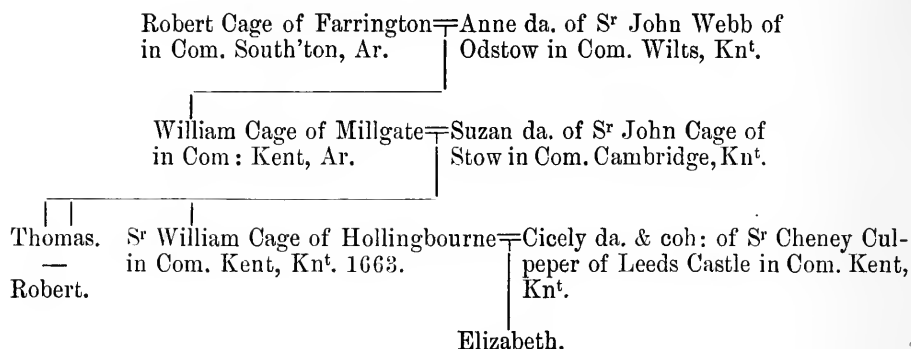 Robert Cage of Farrington=Anne da. of Sʳ John Webb of
in Com. South'ton, Ar. Odstow in Com. Wilts, Knᵗ.
William Cage of Millgate=Suzan da. of Sʳ John Cage of
in Com: Kent, Ar. Stow in Com. Cambridge, Knᵗ.
Thomas. Sʳ William Cage of Hollingbourne=Cicely da. & coh: of Sʳ Cheney Cul-
— in Com. Kent, Knᵗ. 1663. peper of Leeds Castle in Com. Kent,
Robert. Knᵗ.
Elizabeth.